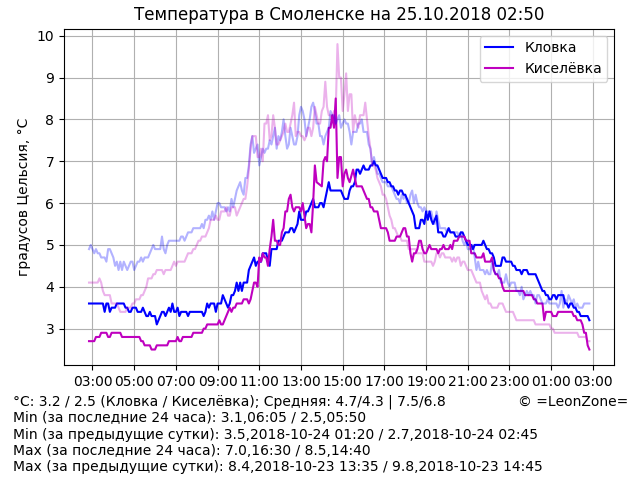 Температура в Смоленске на 25.10.2018 02:50
градусов Цельсия, °C
10
9
8
7
6
5
4
3
Кловка
Киселёвка
03:00 05:00 07:00 09:00 11:00 13:00 15:00 17:00 19:00 21:00 23:00 01:00 03:00
°C: 3.2 / 2.5 (Кловка / Киселёвка); Средняя: 4.7/4.3 | 7.5/6.8 © =LeonZone=
Min (за последние 24 часа): 3.1,06:05 / 2.5,05:50
Min (за предыдущие сутки): 3.5,2018-10-24 01:20 / 2.7,2018-10-24 02:45
Max (за последние 24 часа): 7.0,16:30 / 8.5,14:40
Max (за предыдущие сутки): 8.4,2018-10-23 13:35 / 9.8,2018-10-23 14:45